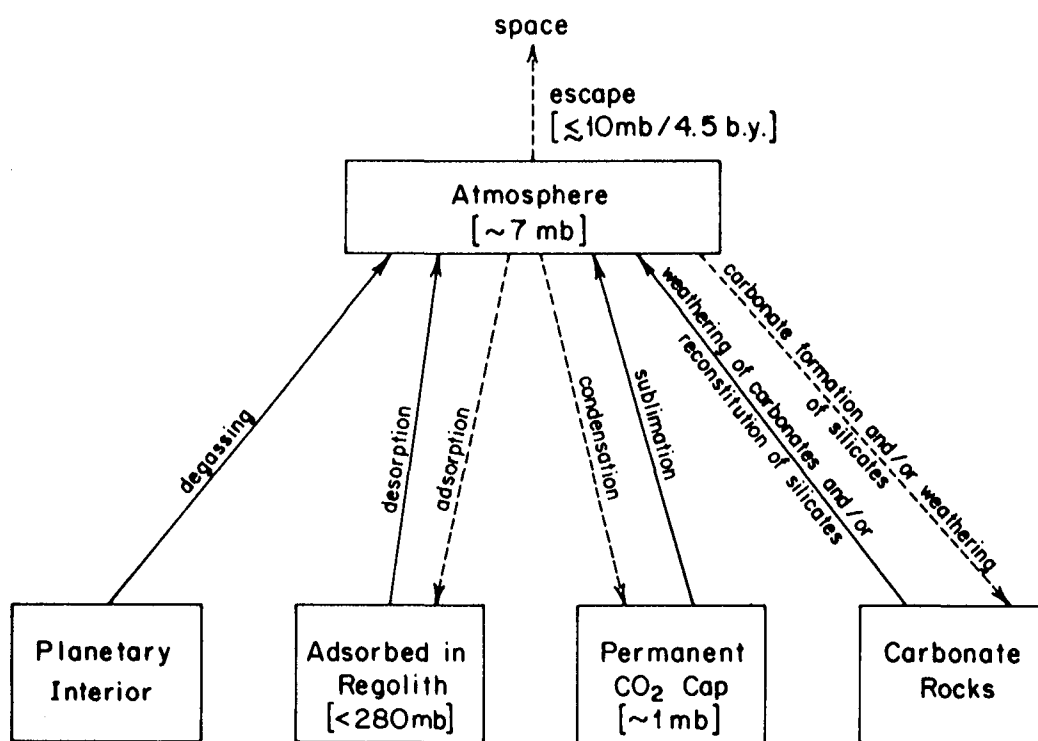 space
escape
[≲10mb/4.5 b.y.]
Atmosphere
[~7 mb]
degassing
desorption
adsorption
condensation
sublimation
weathering of carbonates and/or
reconstitution of silicates
carbonate formation and/or weathering
of silicates
Planetary
Interior
Adsorbed in
Regolith
[<280mb]
Permanent
CO₂ Cap
[~1 mb]
Carbonate
Rocks